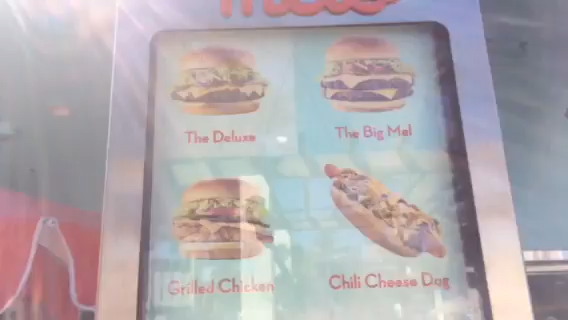 The Deluxe
The Big Mel
Grilled Chicken
Chili Cheese Dog